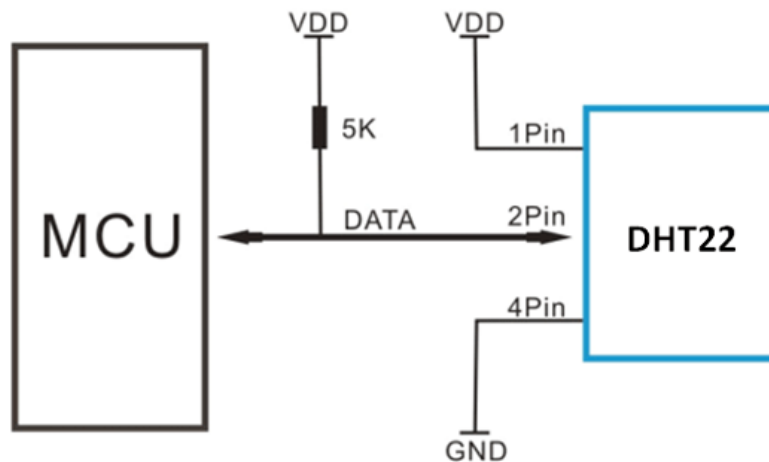 VDD
VDD
5K
1Pin
MCU
DATA
2Pin
DHT22
4Pin
GND